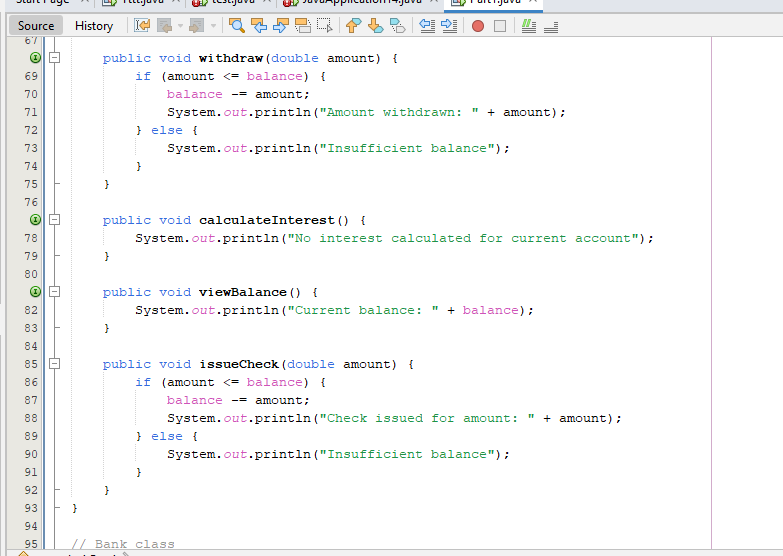 Start Page Tttt.java test.java JavaApplication14.java Part1.java
Source History
67
public void withdraw(double amount) {
69 if (amount <= balance) {
70 balance -= amount;
71 System.out.println("Amount withdrawn: " + amount);
72 } else {
73 System.out.println("Insufficient balance");
74 }
75 }
76
public void calculateInterest() {
78 System.out.println("No interest calculated for current account");
79 }
80
public void viewBalance() {
82 System.out.println("Current balance: " + balance);
83 }
84
85 public void issueCheck(double amount) {
86 if (amount <= balance) {
87 balance -= amount;
88 System.out.println("Check issued for amount: " + amount);
89 } else {
90 System.out.println("Insufficient balance");
91 }
92 }
93 }
94
95 // Bank class